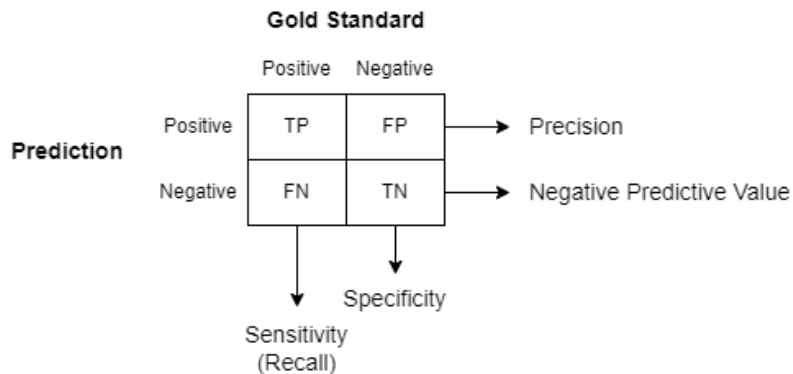 Gold Standard
Positive Negative
Positive TP FP Precision
Prediction
Negative FN TN Negative Predictive Value
Specificity
Sensitivity
(Recall)